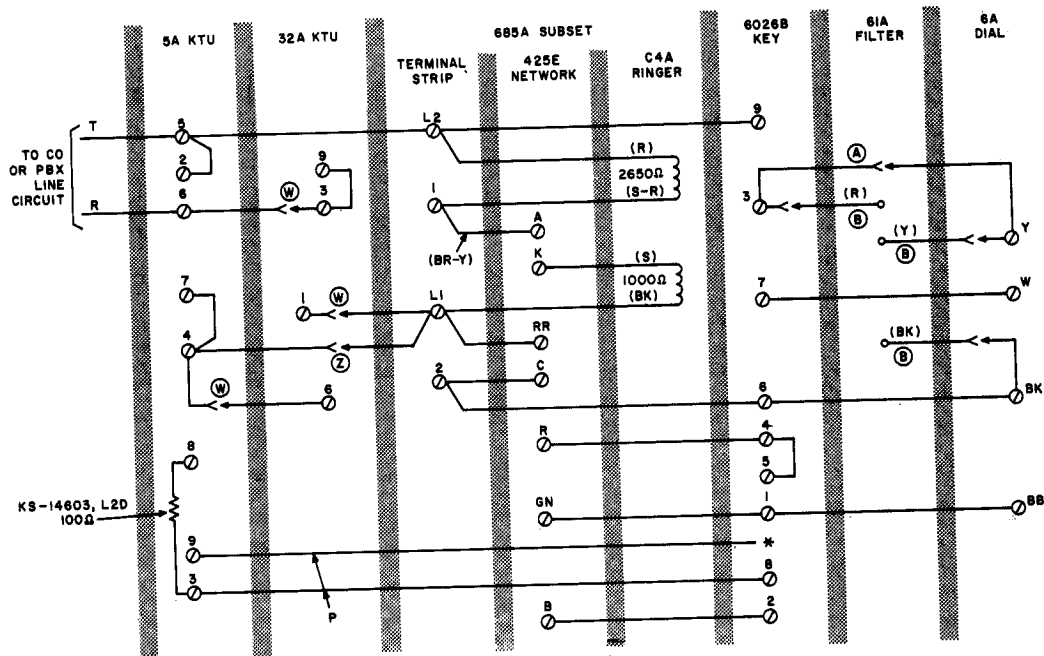 685A SUBSET
5A KTU
32A KTU
TERMINAL
STRIP
425E
NETWORK
C4A
RINGER
6026B
KEY
61A
FILTER
6A
DIAL
TO CO
OR PBX
LINE
CIRCUIT
T
5
L2
9
2
9
(R)
2650Ω
(S-R)
A
R
6
W
3
1
3
(R)
B
A
(BR-Y)
K
(S)
1000Ω
(BK)
(Y)
B
Y
7
1
W
L1
7
W
4
Z
RR
(BK)
B
W
6
2
C
6
BK
R
4
5
8
KS-14603, L2D
100Ω
GN
1
BB
9
*
3
8
P
B
2